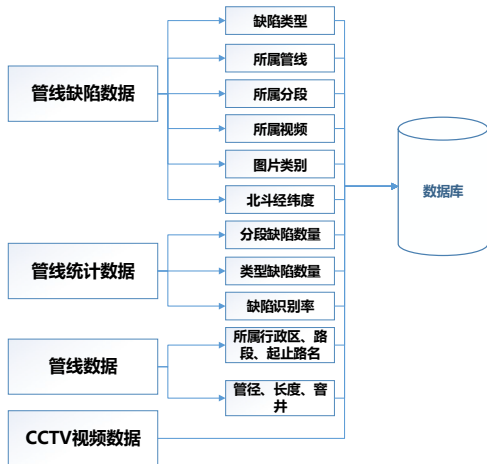 管线缺陷数据
缺陷类型
所属管线
所属分段
所属视频
图片类别
北斗经纬度
管线统计数据
分段缺陷数量
类型缺陷数量
缺陷识别率
管线数据
所属行政区、路
段、起止路名
管径、长度、窨
井
CCTV视频数据
数据库